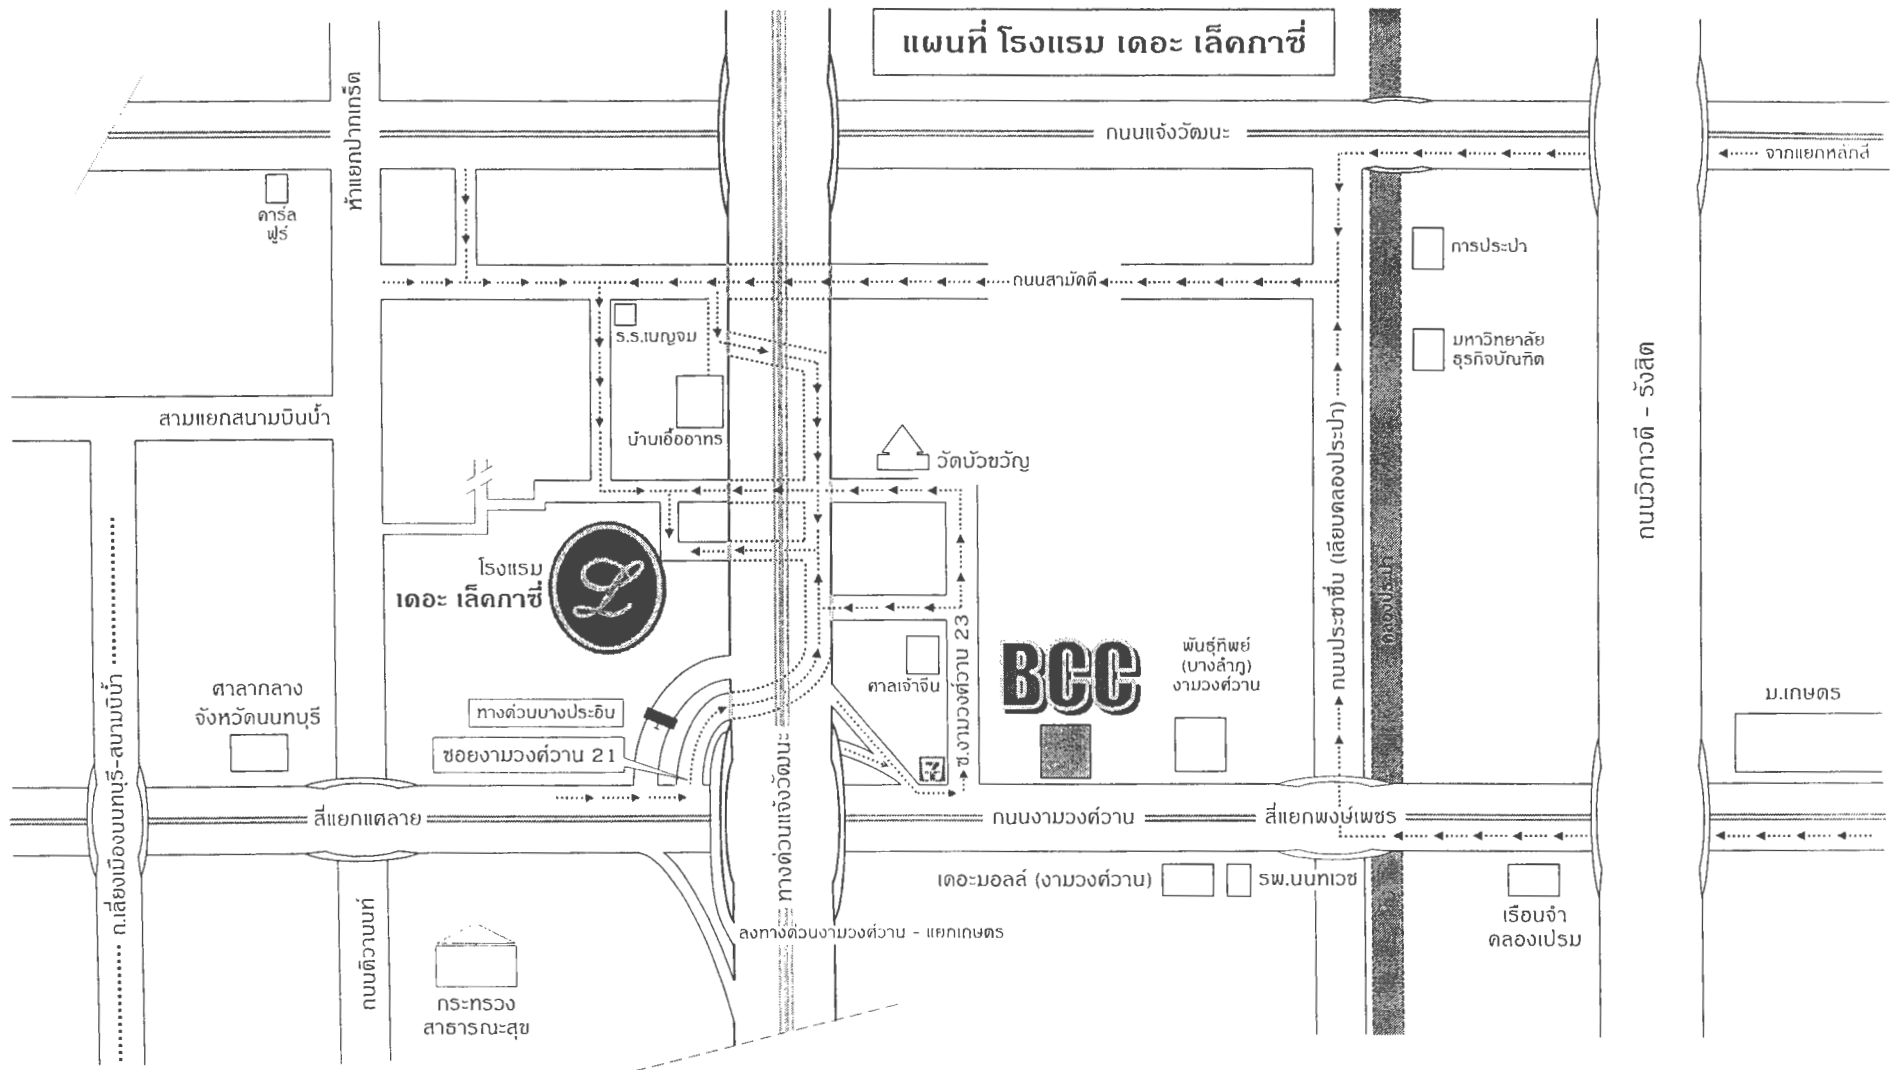 แผนที่ โรงแรม เดอะ เล็คกาซี่
ห้าแยกปากเกร็ด
ถนนแจ้งวัฒนะ
จากแยกหลักสี่
คาร์ล
ฟูร์
การประปา
ถนนสามัคคี
ร.ร.เบญจม
มหาวิทยาลัย
ธุรกิจบัณฑิต
ถนนวิภาวดี - รังสิต
สามแยกสนามบินน้ำ
บ้านเอื้ออาทร
วัดบัวขวัญ
ถนนประชาชื่น (เลียบคลองประปา)
คลองประปา
โรงแรม
เดอะ เล็คกาซี่
L
ซ.งามวงศ์วาน 23
BCC
พันธุ์ทิพย์
(บางลำภู)
งามวงศ์วาน
ศาลเจ้าจีน
ม.เกษตร
ศาลากลาง
จังหวัดนนทบุรี
ถ.เลี่ยงเมืองนนทบุรี-สนามบินน้ำ
ทางด่วนบางประอิน
ซอยงามวงศ์วาน 21
7
ถนนด่วนแจ้งวัฒนะ
สี่แยกแคลาย
ถนนงามวงศ์วาน
สี่แยกพงษ์เพชร
เดอะมอลล์ (งามวงศ์วาน)
รพ.นนทเวช
เรือนจำ
คลองเปรม
ถนนติวานนท์
ลงทางด่วนงามวงศ์วาน - แยกเกษตร
กระทรวง
สาธารณะสุข